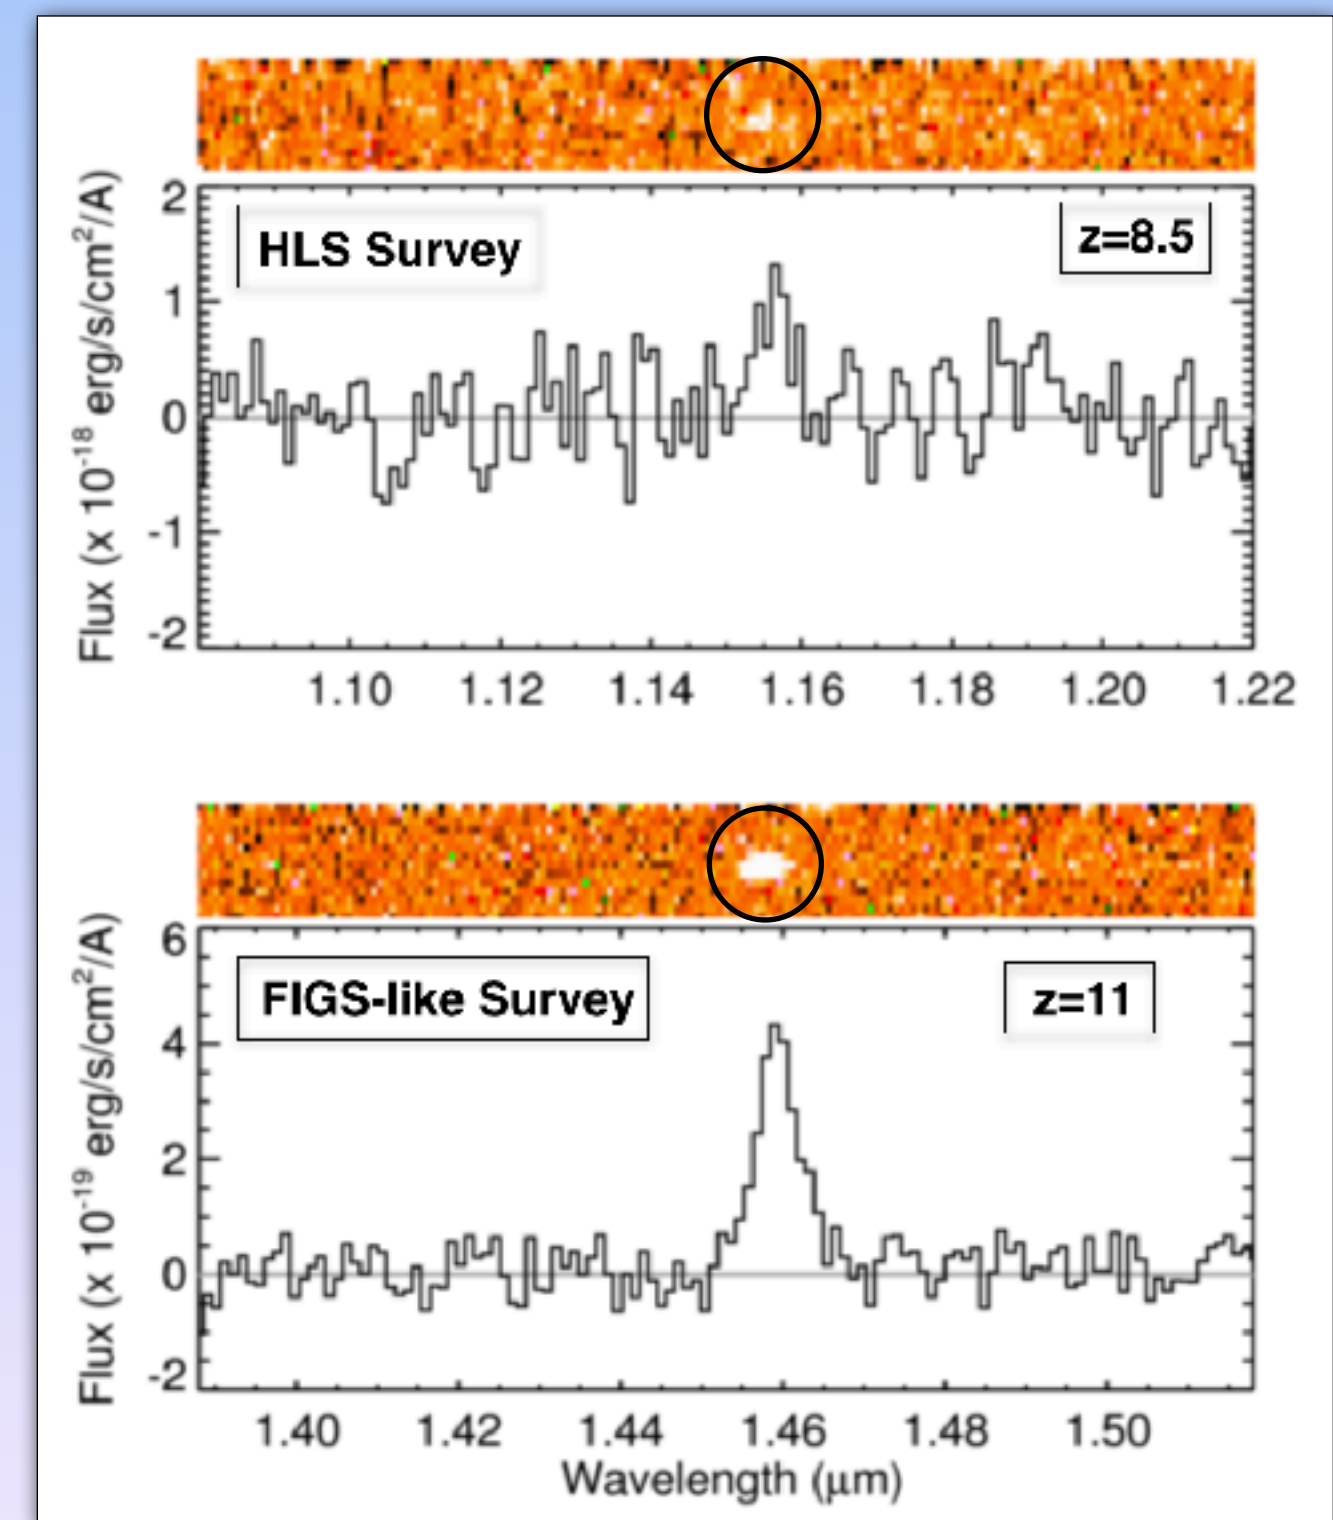 HLS Survey
z=8.5
Flux (x 10⁻¹⁸ erg/s/cm²/A)
2
1
0
-1
-2
1.10 1.12 1.14 1.16 1.18 1.20 1.22
FIGS-like Survey
z=11
Flux (x 10⁻¹⁹ erg/s/cm²/A)
6
4
2
0
-2
1.40 1.42 1.44 1.46 1.48 1.50
Wavelength (μm)